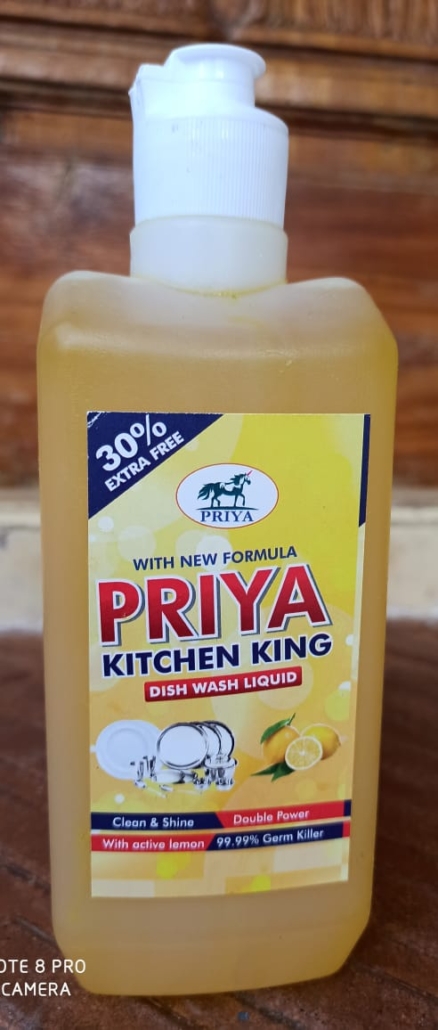 30%
EXTRA FREE
PRIYA
WITH NEW FORMULA
PRIYA
KITCHEN KING
DISH WASH LIQUID
Clean & Shine Double Power
With active lemon 99.99% Germ Killer
OTE 8 PRO
CAMERA